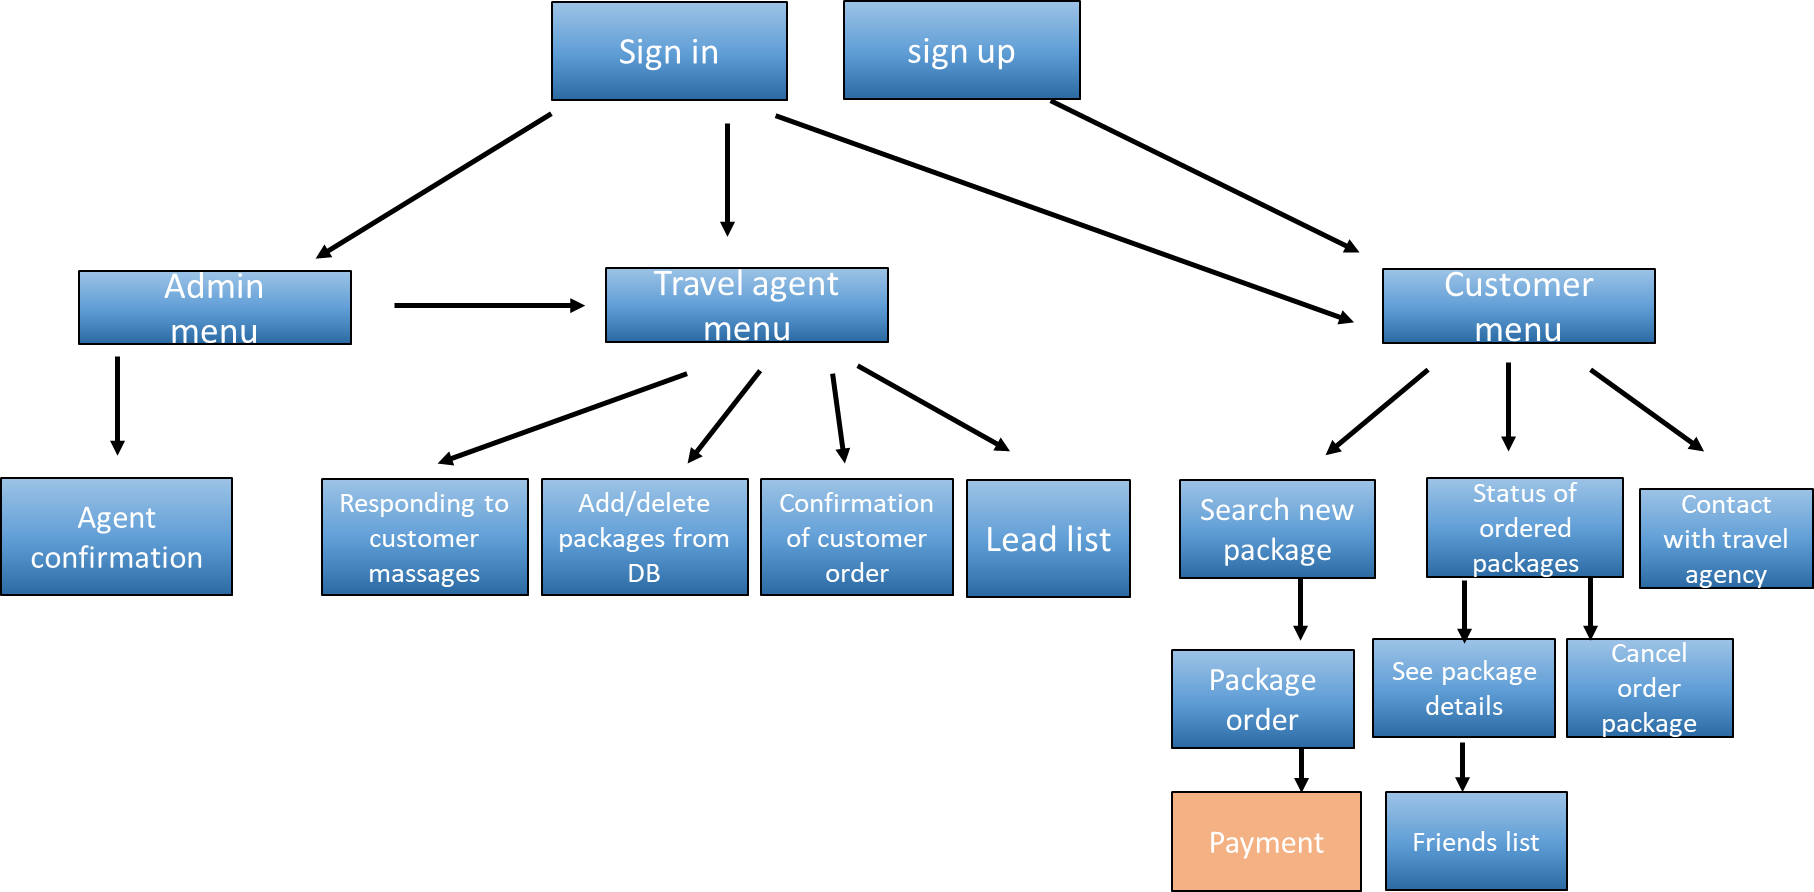 Sign in
sign up
Admin
menu
Travel agent
menu
Customer
menu
Agent
confirmation
Responding to
customer
massages
Add/delete
packages from
DB
Confirmation
of customer
order
Lead list
Search new
package
Status of
ordered
packages
Contact
with travel
agency
Package
order
See package
details
Cancel
order
package
Payment
Friends list